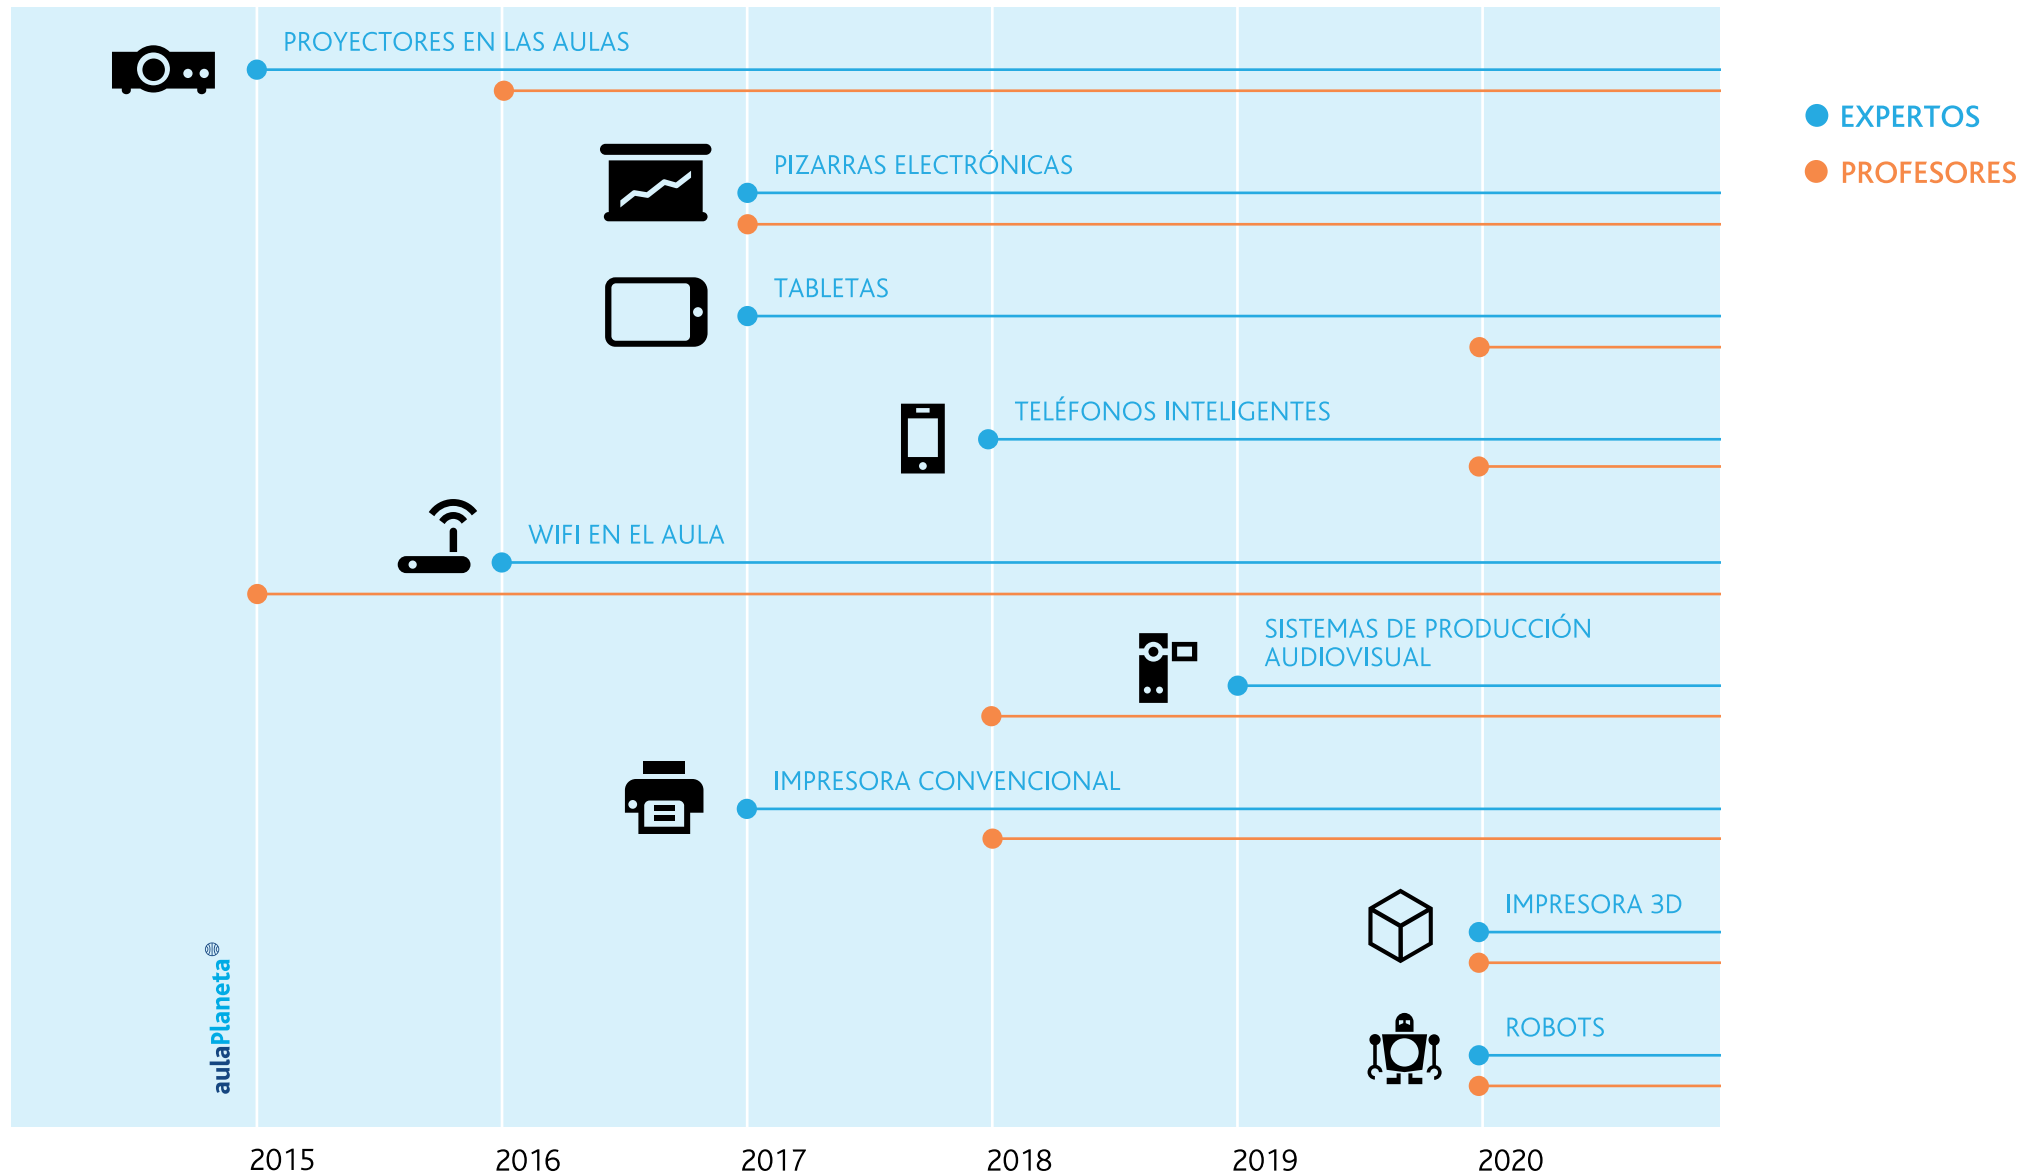 PROYECTORES EN LAS AULAS
EXPERTOS
PROFESORES
PIZARRAS ELECTRÓNICAS
TABLETAS
TELÉFONOS INTELIGENTES
WIFI EN EL AULA
SISTEMAS DE PRODUCCIÓN
AUDIOVISUAL
IMPRESORA CONVENCIONAL
IMPRESORA 3D
ROBOTS
aulaPlaneta
2015
2016
2017
2018
2019
2020